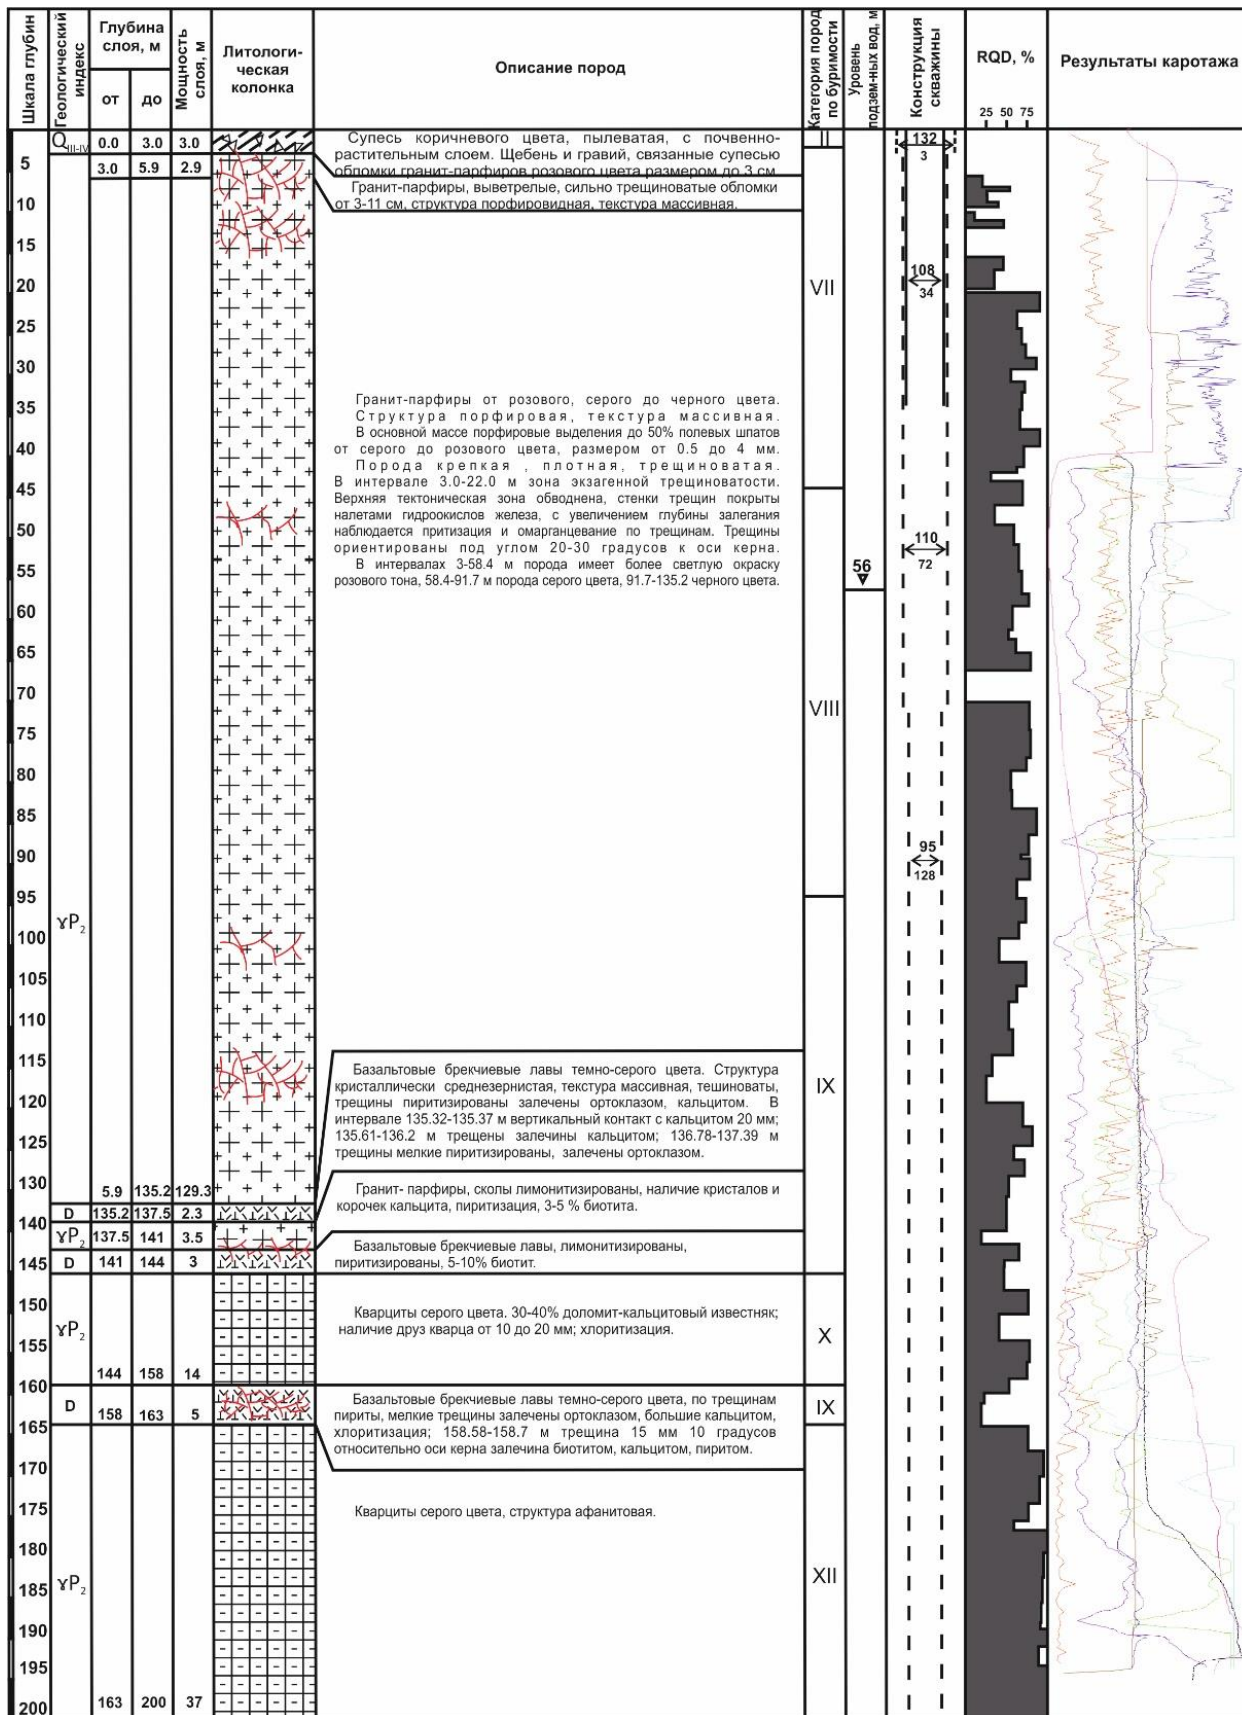 Шкала глубин
Геологический индекс
Глубина
слоя, м
от
до
Мощность
слоя, м
Литологи-
ческая
колонка
Описание пород
Категория пород
по буримости
Уровень
подзем-ных вод, м
Конструкция
скважины
RQD, %
25 50 75
Результаты каротажа
Q III-IV 0.0 3.0 3.0
Супесь коричневого цвета, пылеватая, с почвенно-
растительным слоем. Щебень и гравий, связанные супесью
обломки гранит-парфиров розового цвета размером до 3 см
II
132
3
5
3.0 5.9 2.9
Гранит-парфиры, выветрелые, сильно трещиноватые обломки
от 3-11 см, структура порфировидная, текстура массивная.
10
15
20
VII
108
34
25
30
35
40
45
50
55
60
65
70
75
80
85
90
95
100
105
110
115
120
125
130
Гранит-парфиры от розового, серого до черного цвета.
Структура порфировая, текстура массивная.
В основной массе порфировые выделения до 50% полевых шпатов
от серого до розового цвета, размером от 0.5 до 4 мм.
Порода крепкая , плотная, трещиноватая.
В интервале 3.0-22.0 м зона экзагенной трещиноватости.
Верхняя тектоническая зона обводнена, стенки трещин покрыты
налетами гидроокислов железа, с увеличением глубины залегания
наблюдается притизация и омарганцевание по трещинам. Трещины
ориентированы под углом 20-30 градусов к оси керна.
В интервалах 3-58.4 м порода имеет более светлую окраску
розового тона, 58.4-91.7 м порода серого цвета, 91.7-135.2 черного цвета.
110
72
56
VIII
95
128
ɣP2
IX
Базальтовые брекчиевые лавы темно-серого цвета. Структура
кристаллически среднезернистая, текстура массивная, тешиноваты,
трещины пиритизированы залечены ортоклазом, кальцитом. В
интервале 135.32-135.37 м вертикальный контакт с кальцитом 20 мм;
135.61-136.2 м трещены залечины кальцитом; 136.78-137.39 м
трещины мелкие пиритизированы, залечены ортоклазом.
5.9 135.2 129.3
Гранит- парфиры, сколы лимонитизированы, наличие кристалов и
корочек кальцита, пиритизация, 3-5 % биотита.
D 135.2 137.5 2.3
140
ɣP2 137.5 141 3.5
Базальтовые брекчиевые лавы, лимонитизированы,
пиритизированы, 5-10% биотит.
145
D 141 144 3
150
Кварциты серого цвета. 30-40% доломит-кальцитовый известняк;
наличие друз кварца от 10 до 20 мм; хлоритизация.
ɣP2
X
155
144 158 14
160
Базальтовые брекчиевые лавы темно-серого цвета, по трещинам
пириты, мелкие трещины залечены ортоклазом, большие кальцитом,
хлоритизация; 158.58-158.7 м трещина 15 мм 10 градусов
относительно оси керна залечина биотитом, кальцитом, пиритом.
D
158 163 5
IX
165
170
175
Кварциты серого цвета, структура афанитовая.
180
185
ɣP2
XII
190
195
200
163 200 37